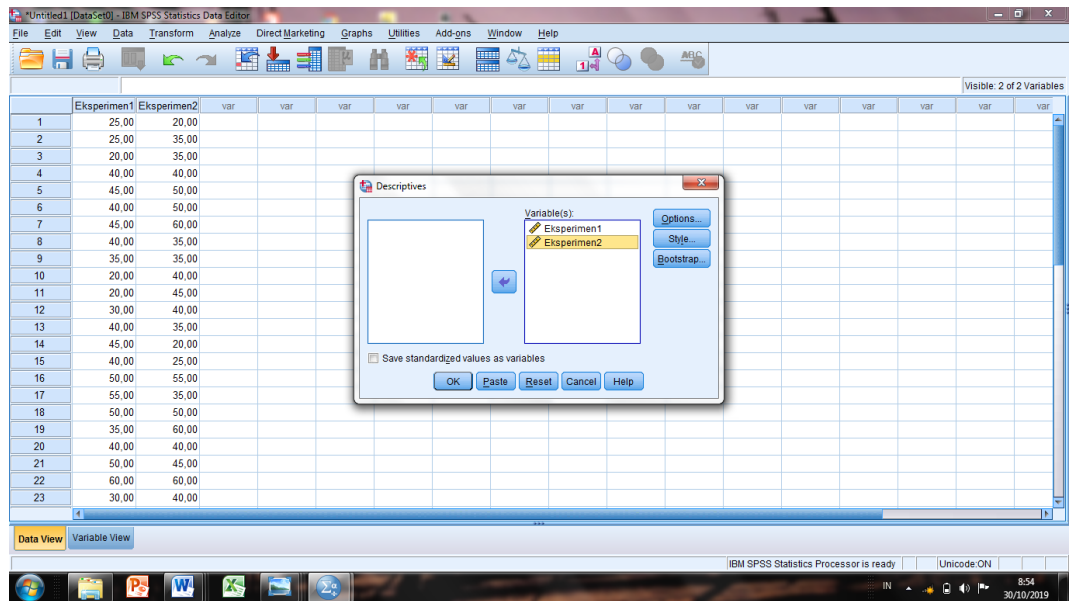 *Untitled1 [DataSet0] - IBM SPSS Statistics Data Editor
File Edit View Data Transform Analyze Direct Marketing Graphs Utilities Add-ons Window Help
Visible: 2 of 2 Variables
Eksperimen1 Eksperimen2 var var var var var var var var var var var var var var
1 25,00 20,00
2 25,00 35,00
3 20,00 35,00
4 40,00 40,00
5 45,00 50,00
6 40,00 50,00
7 45,00 60,00
8 40,00 35,00
9 35,00 35,00
10 20,00 40,00
11 20,00 45,00
12 30,00 40,00
13 40,00 35,00
14 45,00 20,00
15 40,00 25,00
16 50,00 55,00
17 55,00 35,00
18 50,00 50,00
19 35,00 60,00
20 40,00 40,00
21 50,00 45,00
22 60,00 60,00
23 30,00 40,00
Descriptives
Variable(s):
Eksperimen1
Eksperimen2
Options...
Style...
Bootstrap...
Save standardized values as variables
OK Paste Reset Cancel Help
Data View Variable View
IBM SPSS Statistics Processor is ready Unicode:ON
IN 8:54
30/10/2019